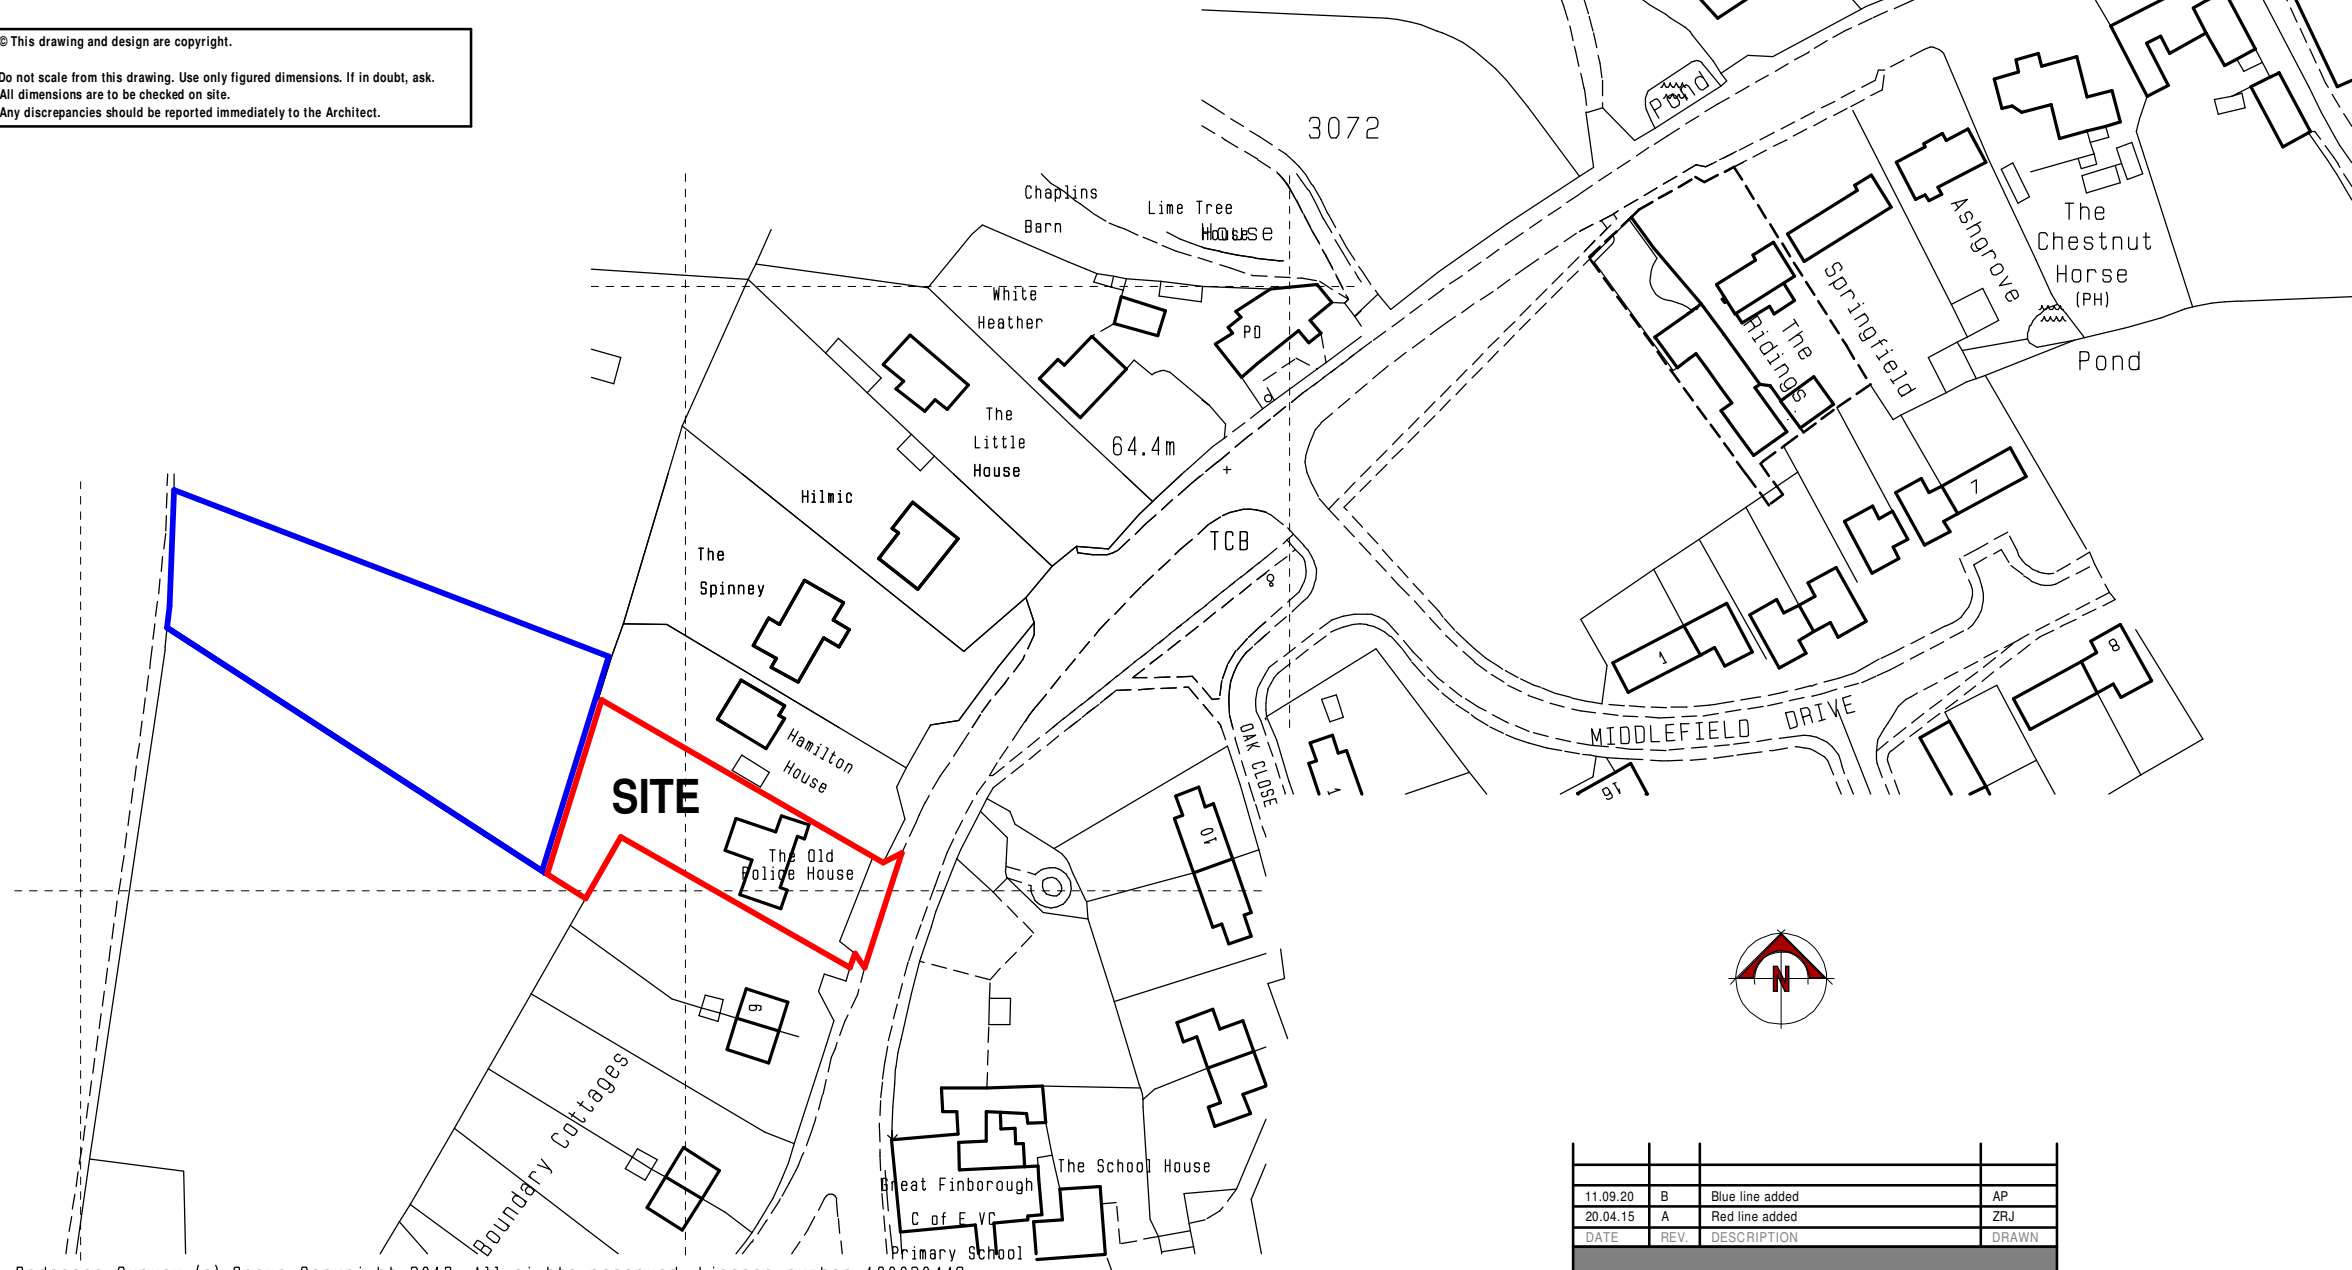 © This drawing and design are copyright.
Do not scale from this drawing. Use only figured dimensions. If in doubt, ask.
All dimensions are to be checked on site.
Any discrepancies should be reported immediately to the Architect.
3072
Pond
Chaplins
Barn
Lime Tree
House
House
White
Heather
PO
The
Little
House
64.4m
Hilmic
The
Spinney
TCB
Hamilton
House
SITE
The Old
Police House
The
Ridings
Springfield
Ashgrove
The
Chestnut
Horse
(PH)
Pond
7
1
8
MIDDLEFIELD DRIVE
OAK CLOSE
1
16
10
6
Boundary Cottages
The School House
Great Finborough
C of E VC
Primary School
N
11.09.20 B Blue line added AP
20.04.15 A Red line added ZRJ
DATE REV. DESCRIPTION DRAWN